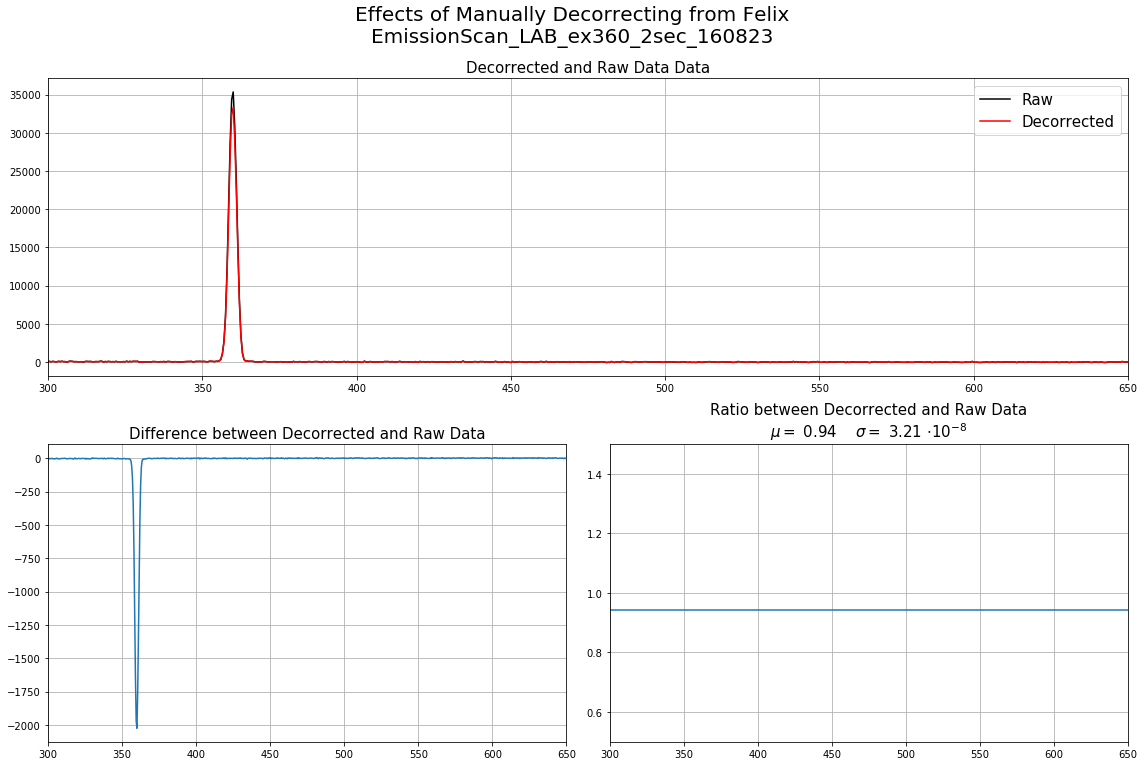 Effects of Manually Decorrecting from Felix
EmissionScan_LAB_ex360_2sec_160823
Decorrected and Raw Data Data
35000
30000
25000
20000
15000
10000
5000
0
300 350 400 450 500 550 600 650
Raw
Decorrected
Difference between Decorrected and Raw Data
0
−250
−500
−750
−1000
−1250
−1500
−1750
−2000
300 350 400 450 500 550 600 650
Ratio between Decorrected and Raw Data
μ = 0.94 σ = 3.21 ·10⁻⁸
1.4
1.2
1.0
0.8
0.6
300 350 400 450 500 550 600 650